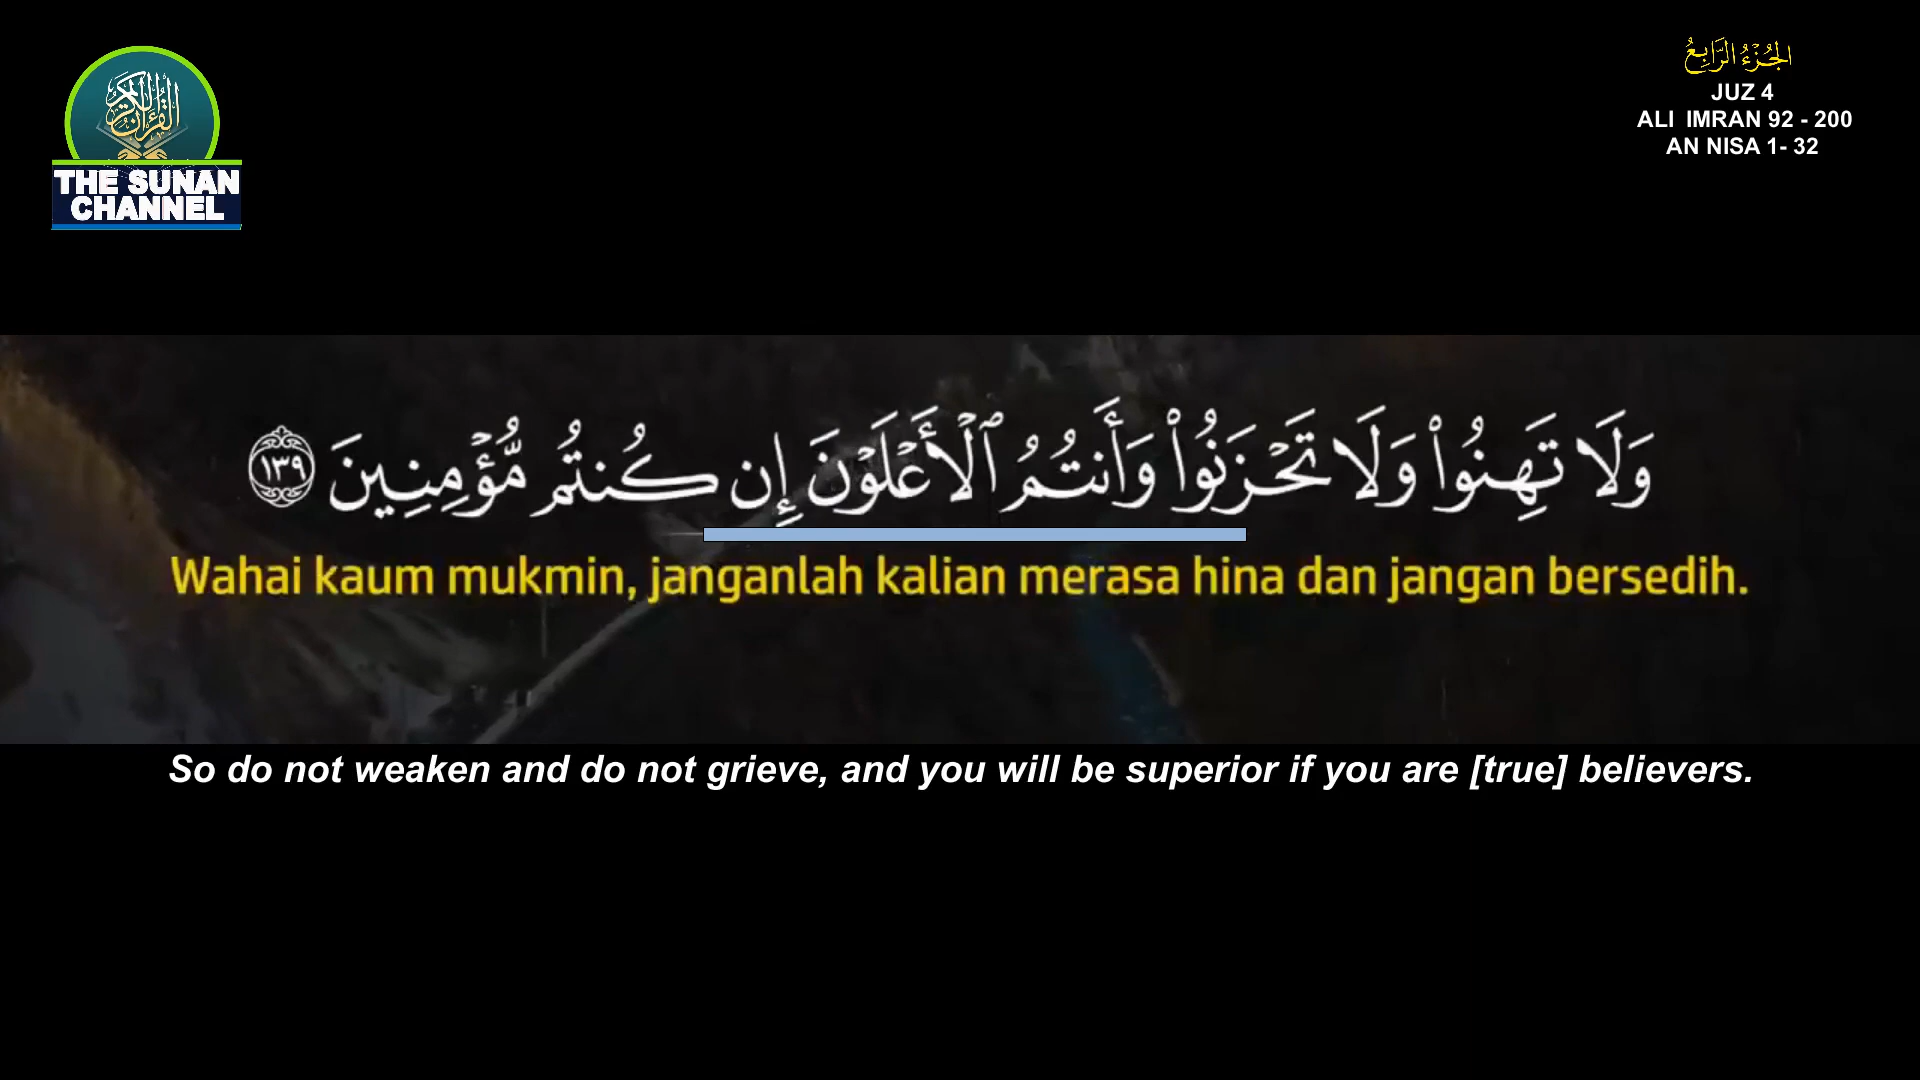 القرآن الكريم
THE SUNAN
CHANNEL
الجُزْءُ الرَّابِعُ
JUZ 4
ALI IMRAN 92 - 200
AN NISA 1- 32
وَلَا تَهِنُوا۟ وَلَا تَحْزَنُوا۟ وَأَنتُمُ ٱلْأَعْلَوْنَ إِن كُنتُم مُّؤْمِنِينَ ١٣٩
Wahai kaum mukmin, janganlah kalian merasa hina dan jangan bersedih.
So do not weaken and do not grieve, and you will be superior if you are [true] believers.